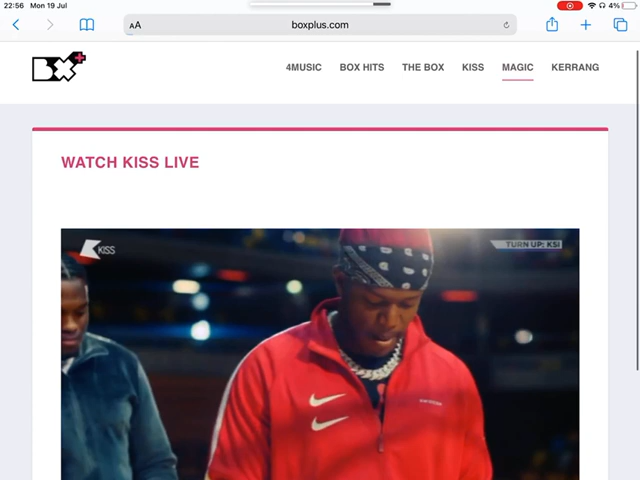 22:56 Mon 19 Jul
4%
AA
boxplus.com
BX+
4MUSIC BOX HITS THE BOX KISS MAGIC KERRANG
WATCH KISS LIVE
KISS
TURN UP: KSI